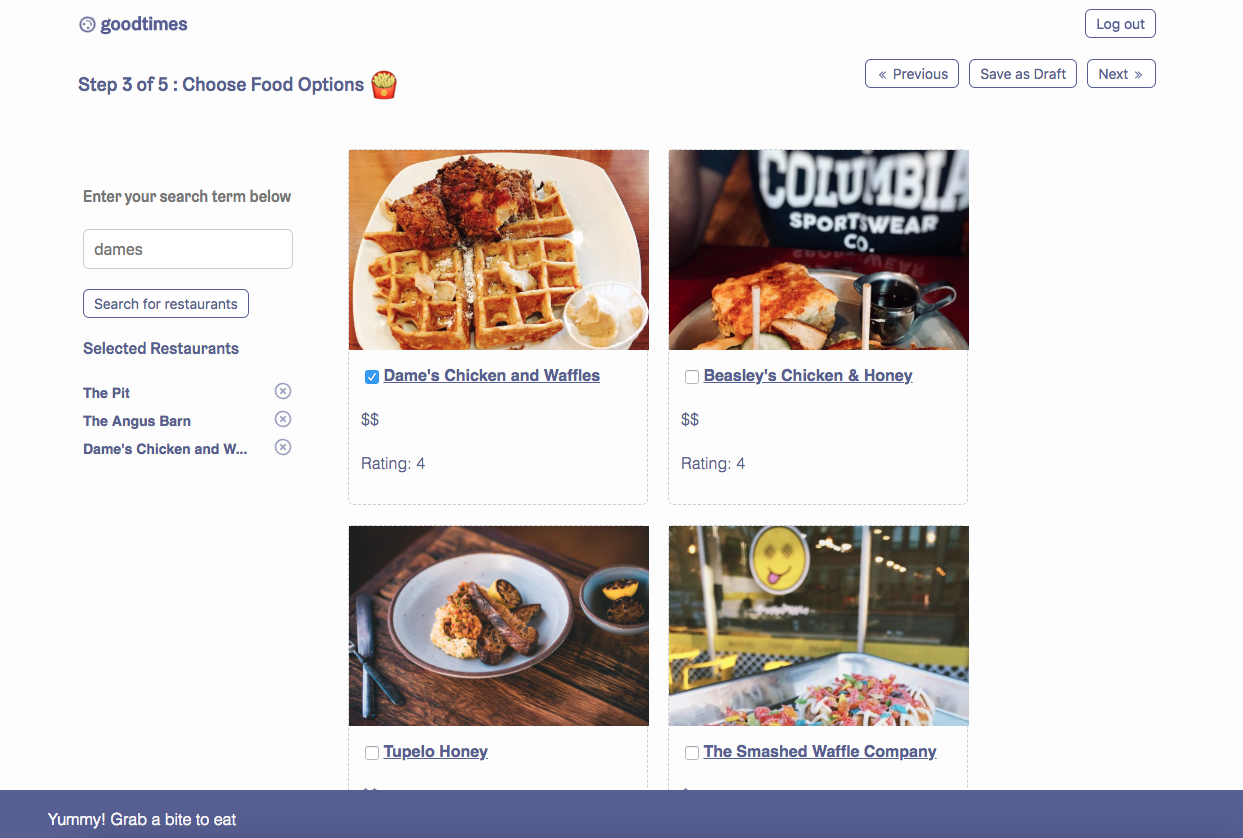 goodtimes
Log out
Step 3 of 5 : Choose Food Options
« Previous
Save as Draft
Next »
Enter your search term below
dames
Search for restaurants
Selected Restaurants
The Pit
The Angus Barn
Dame's Chicken and W...
COLUMBIA
SPORTSWEAR
CO.
Dame's Chicken and Waffles
$$
Rating: 4
Beasley's Chicken & Honey
$$
Rating: 4
Tupelo Honey
The Smashed Waffle Company
Yummy! Grab a bite to eat